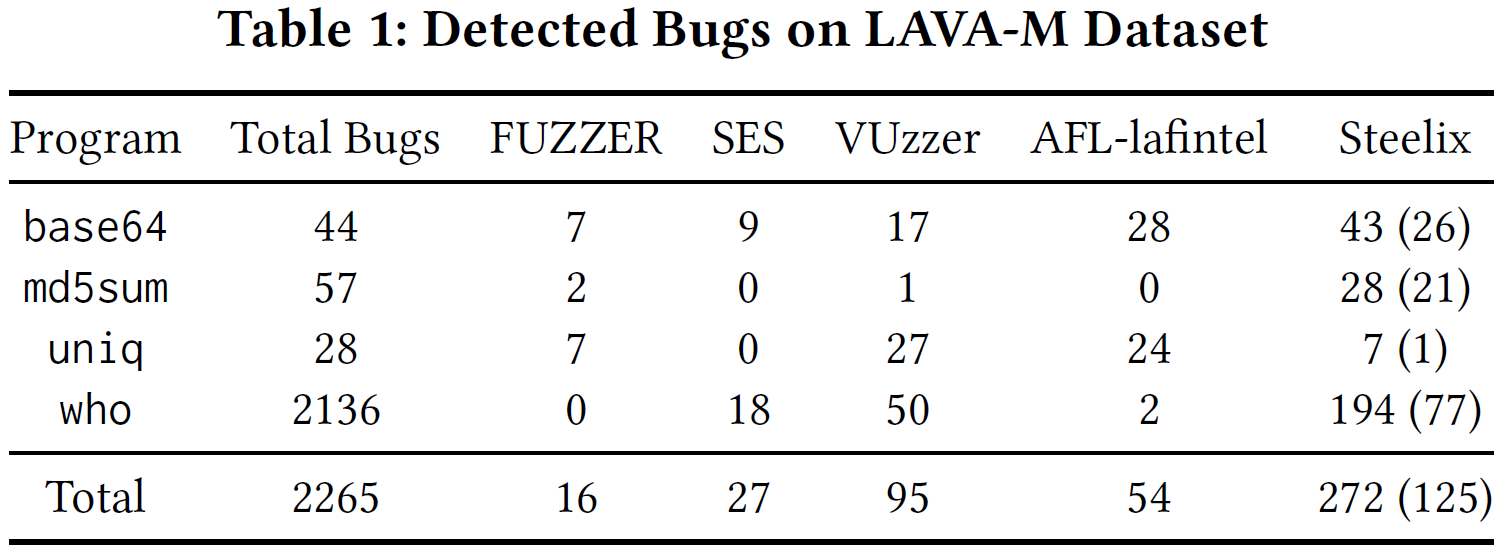 Table 1: Detected Bugs on LAVA-M Dataset
Program Total Bugs FUZZER SES VUzzer AFL-lafintel Steelix
base64 44 7 9 17 28 43 (26)
md5sum 57 2 0 1 0 28 (21)
uniq 28 7 0 27 24 7 (1)
who 2136 0 18 50 2 194 (77)
Total 2265 16 27 95 54 272 (125)